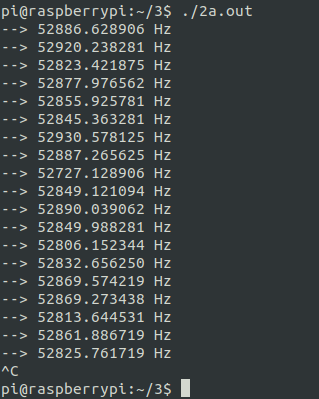 pi@raspberrypi:~/3$ ./2a.out
--> 52886.628906 Hz
--> 52920.238281 Hz
--> 52823.421875 Hz
--> 52877.976562 Hz
--> 52855.925781 Hz
--> 52845.363281 Hz
--> 52930.578125 Hz
--> 52887.265625 Hz
--> 52727.128906 Hz
--> 52849.121094 Hz
--> 52890.039062 Hz
--> 52849.988281 Hz
--> 52806.152344 Hz
--> 52832.656250 Hz
--> 52869.574219 Hz
--> 52869.273438 Hz
--> 52813.644531 Hz
--> 52861.886719 Hz
--> 52825.761719 Hz
^C
pi@raspberrypi:~/3$